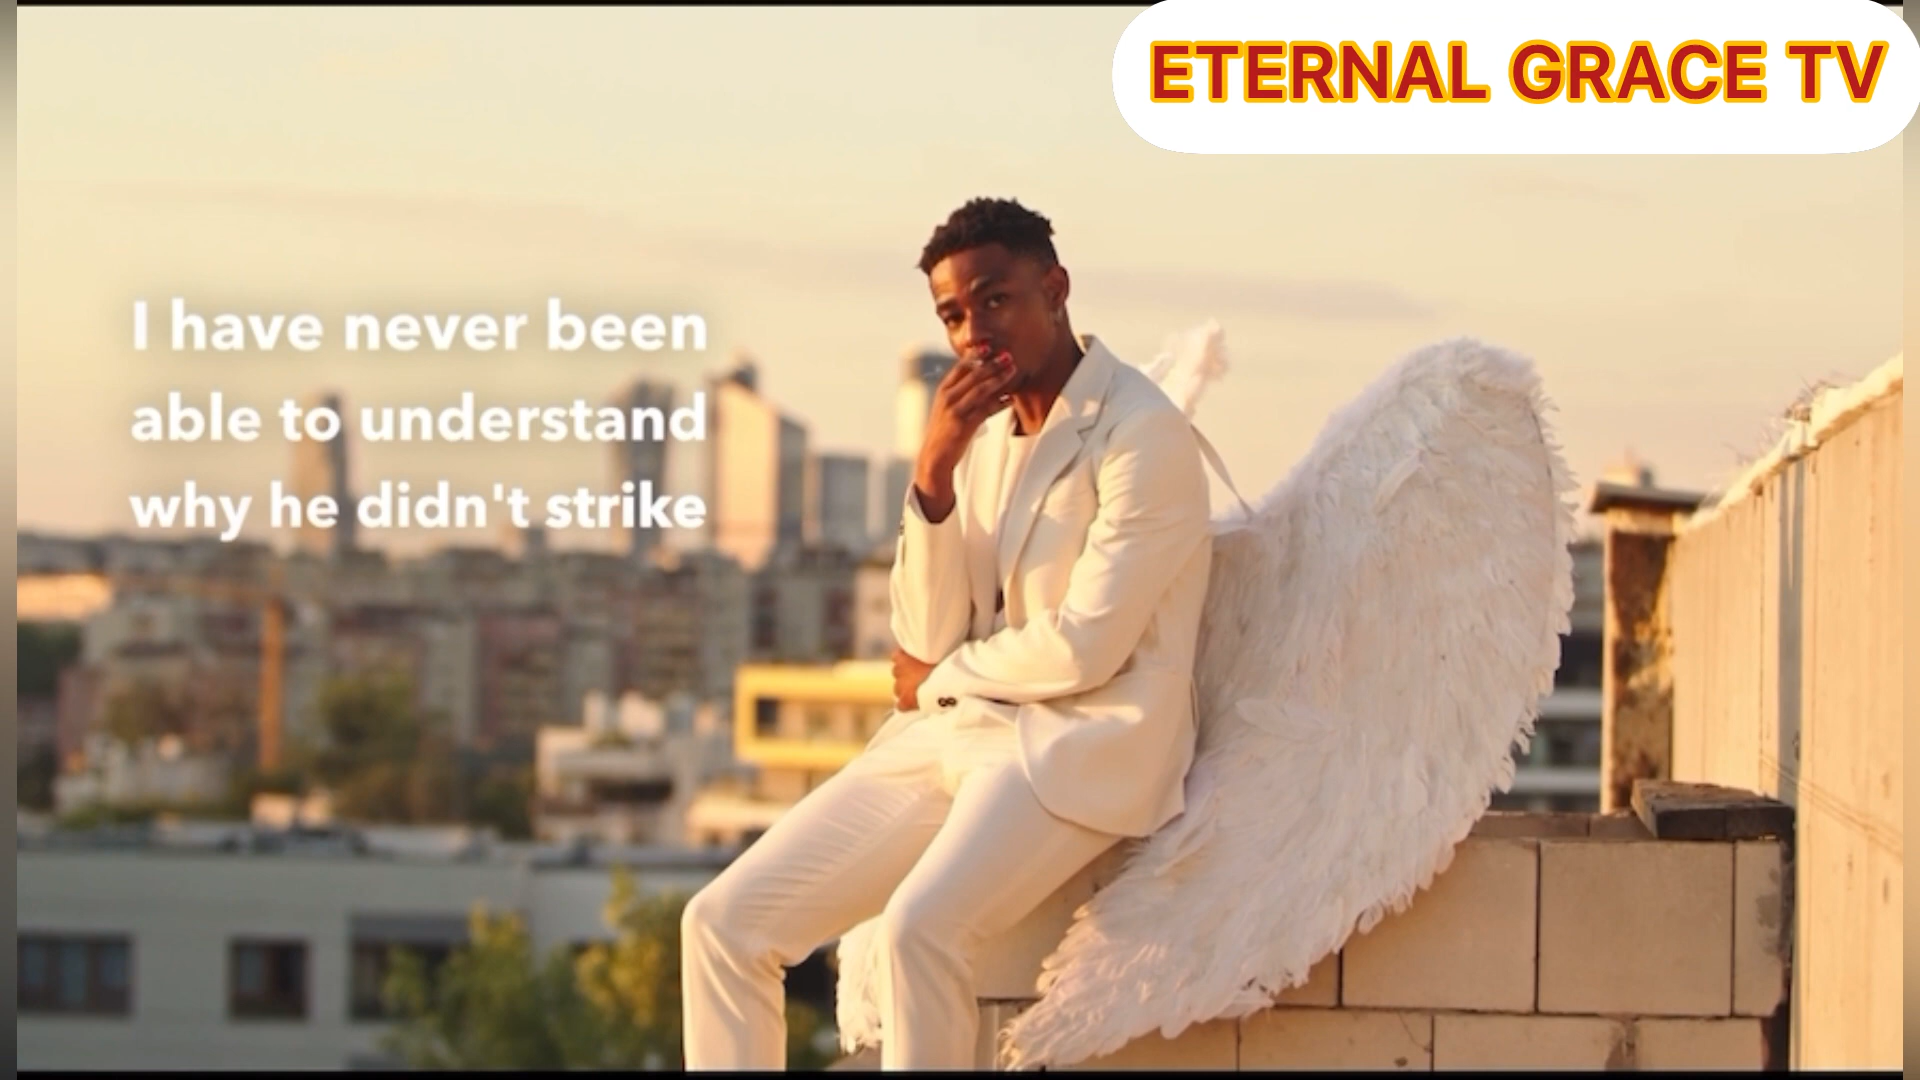 ETERNAL GRACE TV
I have never been
able to understand
why he didn't strike